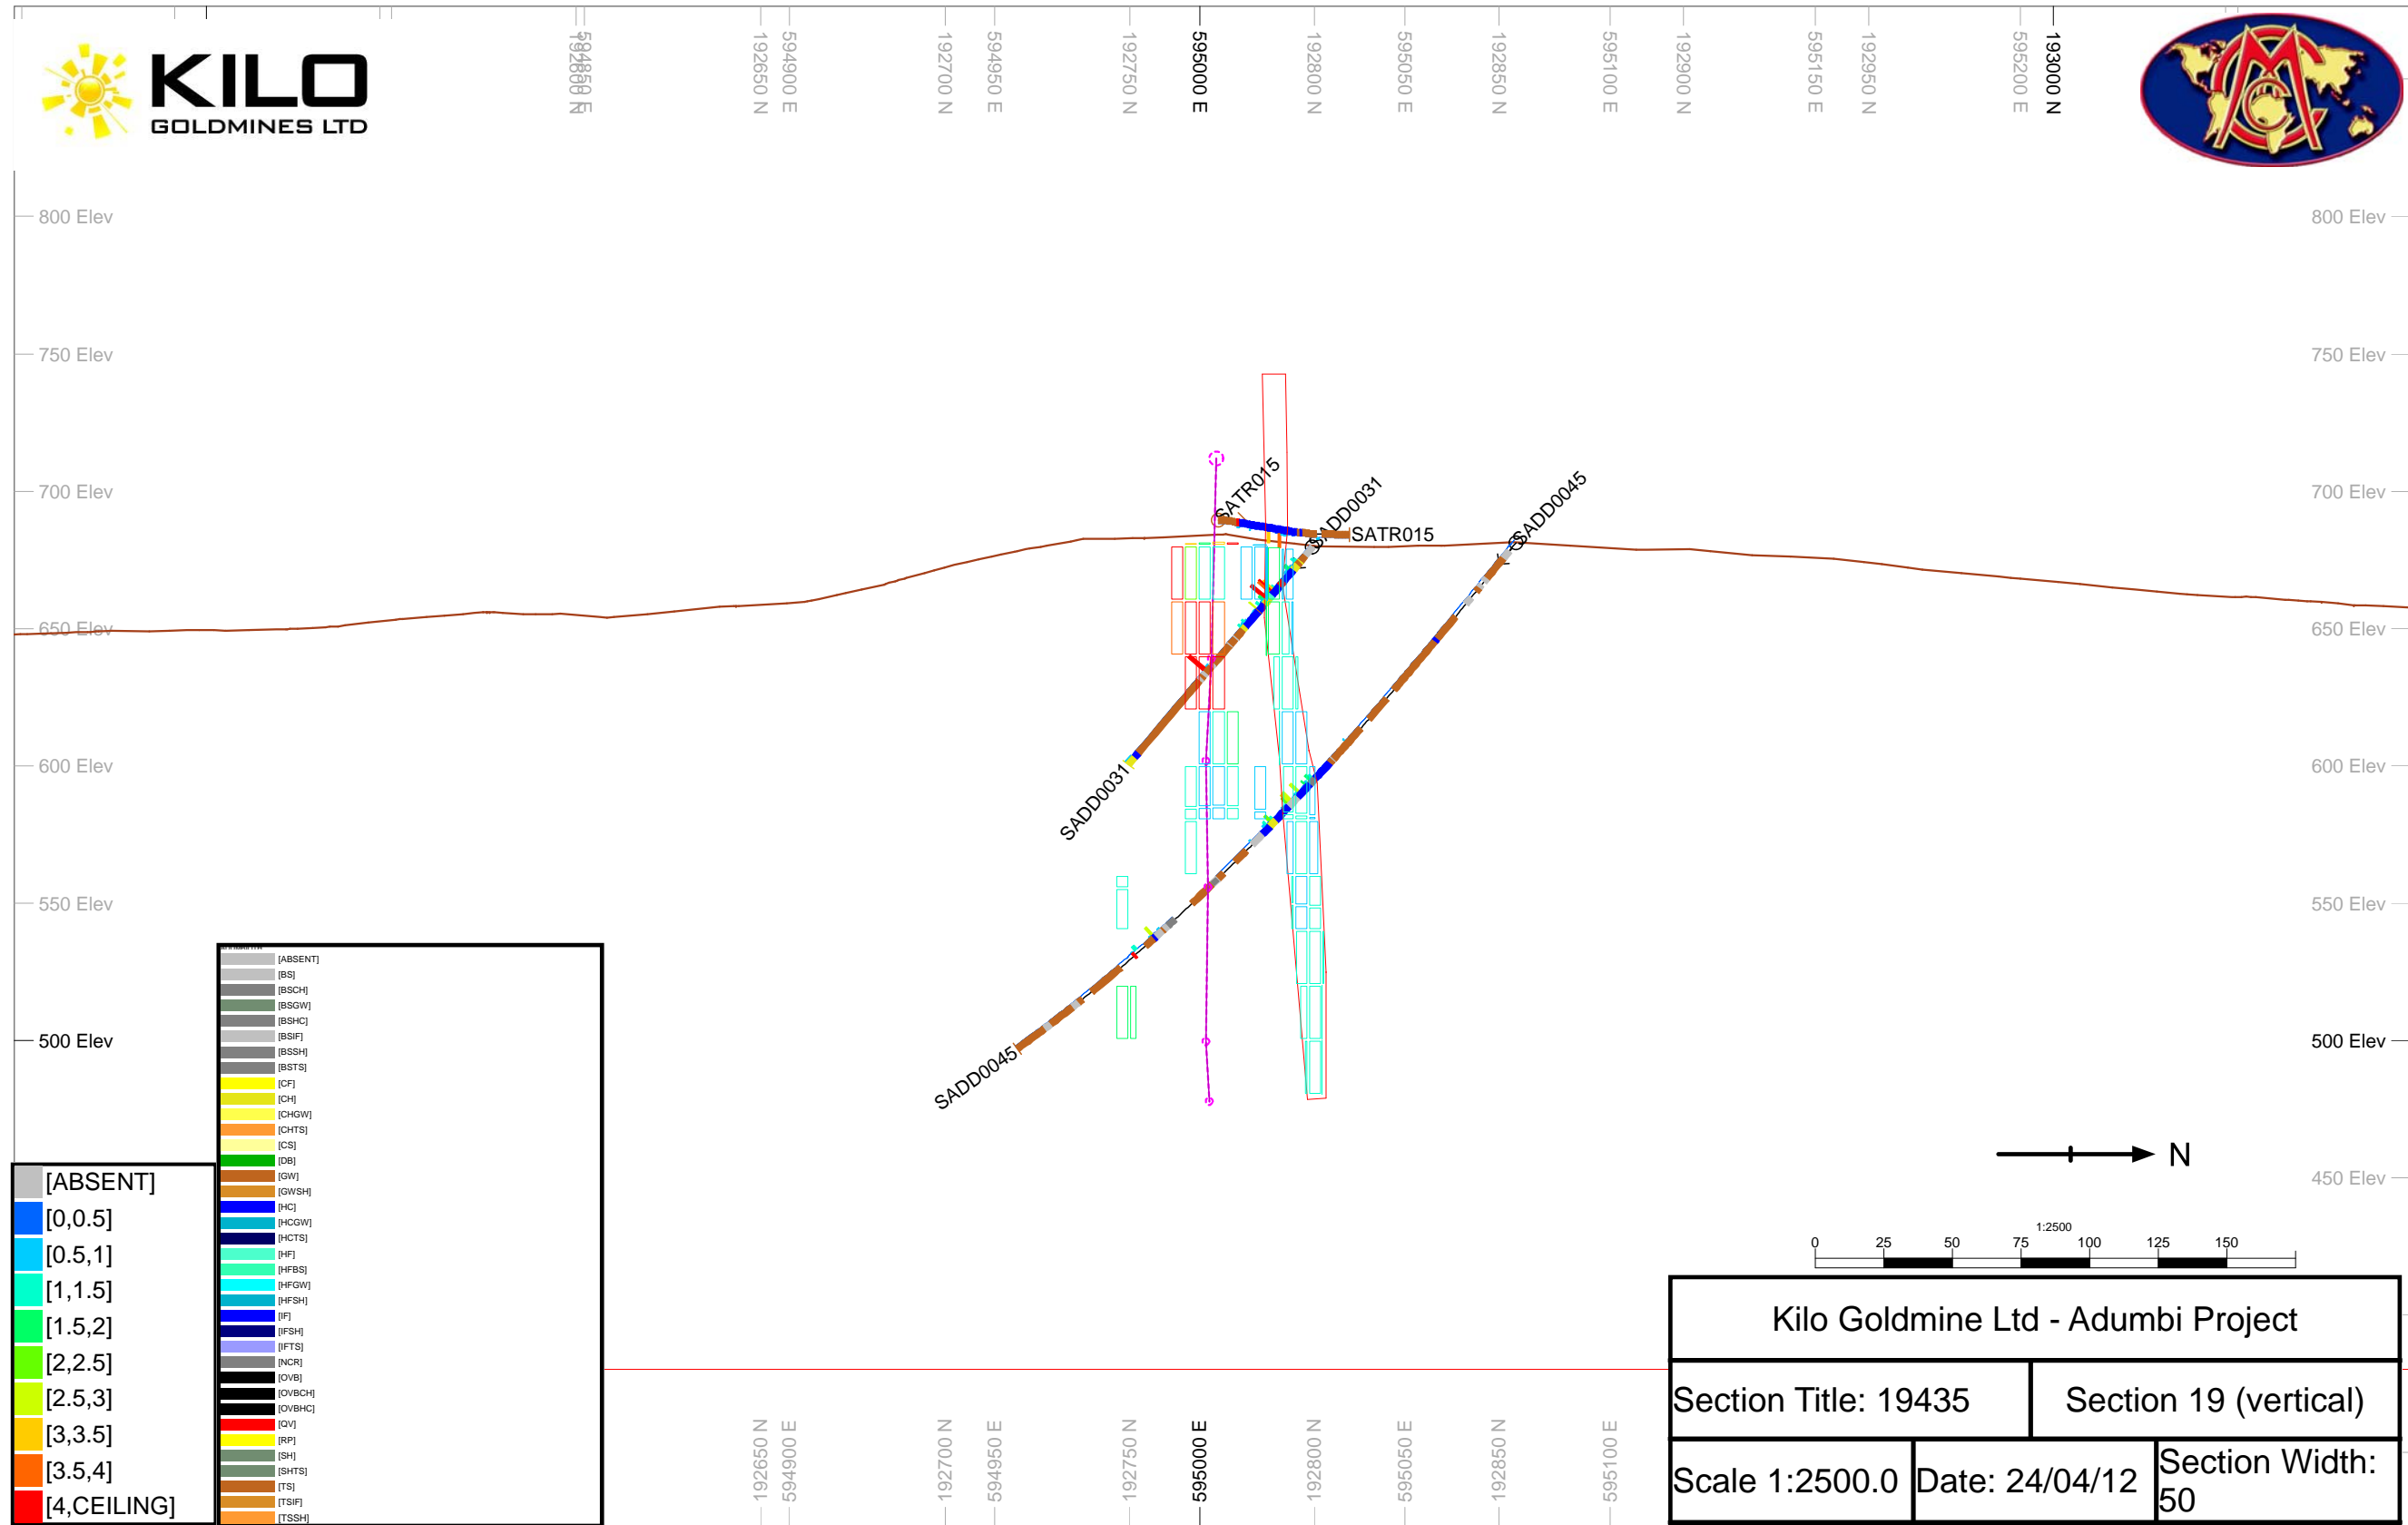 192600 N
594850 E
192650 N
594900 E
192700 N
594950 E
192750 N
595000 E
192800 N
595050 E
192850 N
595100 E
192900 N
595150 E
192950 N
595200 E
193000 N
KILO
GOLDMINES LTD
800 Elev
800 Elev
750 Elev
750 Elev
700 Elev
700 Elev
SATR015
SADD0031
SADD0045
SATR015
650 Elev
650 Elev
600 Elev
600 Elev
SADD0031
550 Elev
550 Elev
500 Elev
500 Elev
SADD0045
N
450 Elev
1:2500
0 25 50 75 100 125 150
[ABSENT]
[BS]
[BSCH]
[BSGW]
[BSHC]
[BSIF]
[BSSH]
[BSTS]
[CF]
[CH]
[CHGW]
[CHTS]
[CS]
[DB]
[GW]
[GWSH]
[HC]
[HCGW]
[HCTS]
[HF]
[HFBS]
[HFGW]
[HFSH]
[IF]
[IFSH]
[IFTS]
[NCR]
[OVB]
[OVBCH]
[OVBHC]
[QV]
[RP]
[SH]
[SHTS]
[TS]
[TSIF]
[TSSH]
[ABSENT]
[0,0.5]
[0.5,1]
[1,1.5]
[1.5,2]
[2,2.5]
[2.5,3]
[3,3.5]
[3.5,4]
[4,CEILING]
192650 N
594900 E
192700 N
594950 E
192750 N
595000 E
192800 N
595050 E
192850 N
595100 E
Kilo Goldmine Ltd - Adumbi Project
Section Title: 19435
Section 19 (vertical)
Scale 1:2500.0
Date: 24/04/12
Section Width:
50